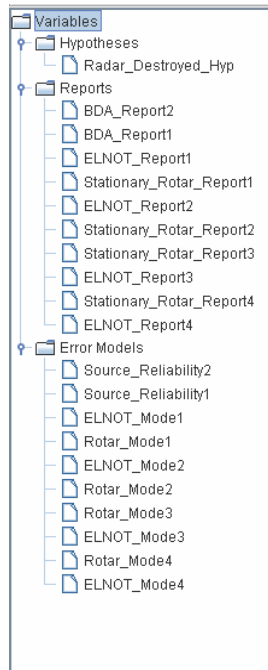 Variables
Hypotheses
Radar_Destroyed_Hyp
Reports
BDA_Report2
BDA_Report1
ELNOT_Report1
Stationary_Rotar_Report1
ELNOT_Report2
Stationary_Rotar_Report2
Stationary_Rotar_Report3
ELNOT_Report3
Stationary_Rotar_Report4
ELNOT_Report4
Error Models
Source_Reliability2
Source_Reliability1
ELNOT_Mode1
Rotar_Mode1
ELNOT_Mode2
Rotar_Mode2
Rotar_Mode3
ELNOT_Mode3
Rotar_Mode4
ELNOT_Mode4